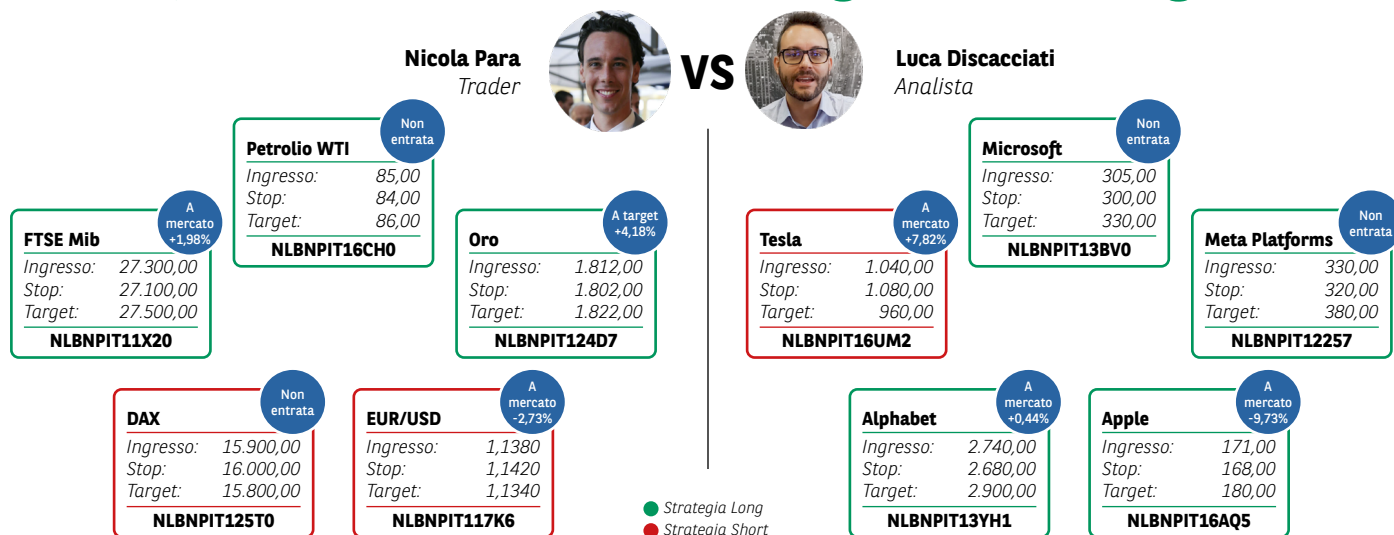 Nicola Para
Trader
VS
Luca Discacciati
Analista
Non
entrata
Petrolio WTI
Ingresso: 85,00
Stop: 84,00
Target: 86,00
NLBNPIT16CH0
A
mercato
+1,98%
FTSE Mib
Ingresso: 27.300,00
Stop: 27.100,00
Target: 27.500,00
NLBNPIT11X20
A target
+4,18%
Oro
Ingresso: 1.812,00
Stop: 1.802,00
Target: 1.822,00
NLBNPIT124D7
Non
entrata
DAX
Ingresso: 15.900,00
Stop: 16.000,00
Target: 15.800,00
NLBNPIT125T0
A
mercato
-2,73%
EUR/USD
Ingresso: 1,1380
Stop: 1,1420
Target: 1,1340
NLBNPIT117K6
Non
entrata
Microsoft
Ingresso: 305,00
Stop: 300,00
Target: 330,00
NLBNPIT13BV0
A
mercato
+7,82%
Tesla
Ingresso: 1.040,00
Stop: 1.080,00
Target: 960,00
NLBNPIT16UM2
Non
entrata
Meta Platforms
Ingresso: 330,00
Stop: 320,00
Target: 380,00
NLBNPIT12257
A
mercato
+0,44%
Alphabet
Ingresso: 2.740,00
Stop: 2.680,00
Target: 2.900,00
NLBNPIT13YH1
A
mercato
-9,73%
Apple
Ingresso: 171,00
Stop: 168,00
Target: 180,00
NLBNPIT16AQ5
Strategia Long
Strategia Short